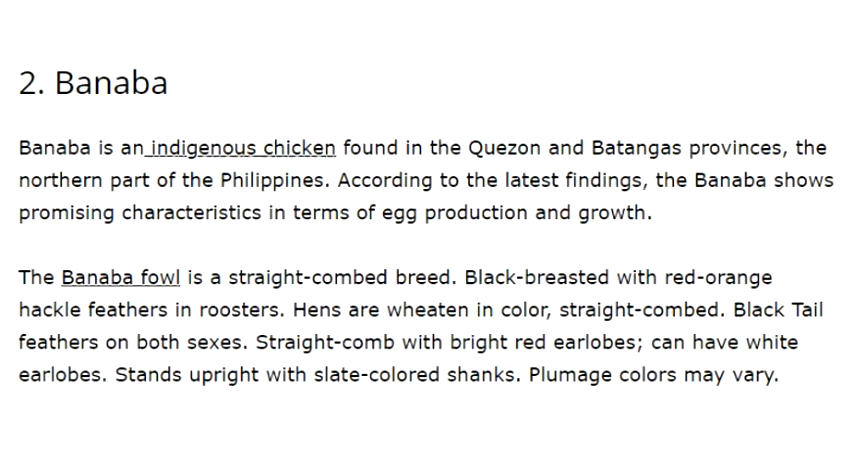 2. Banaba
Banaba is an indigenous chicken found in the Quezon and Batangas provinces, the
northern part of the Philippines. According to the latest findings, the Banaba shows
promising characteristics in terms of egg production and growth.
The Banaba fowl is a straight-combed breed. Black-breasted with red-orange
hackle feathers in roosters. Hens are wheaten in color, straight-combed. Black Tail
feathers on both sexes. Straight-comb with bright red earlobes; can have white
earlobes. Stands upright with slate-colored shanks. Plumage colors may vary.